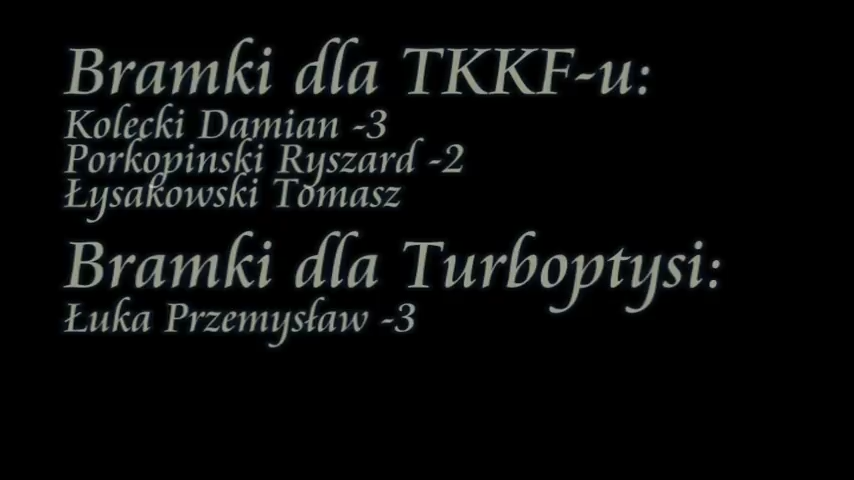 Bramki dla TKKF-u:
Kolecki Damian -3
Porkopinski Ryszard -2
Łysakowski Tomasz
Bramki dla Turboptysi:
Łuka Przemysław -3